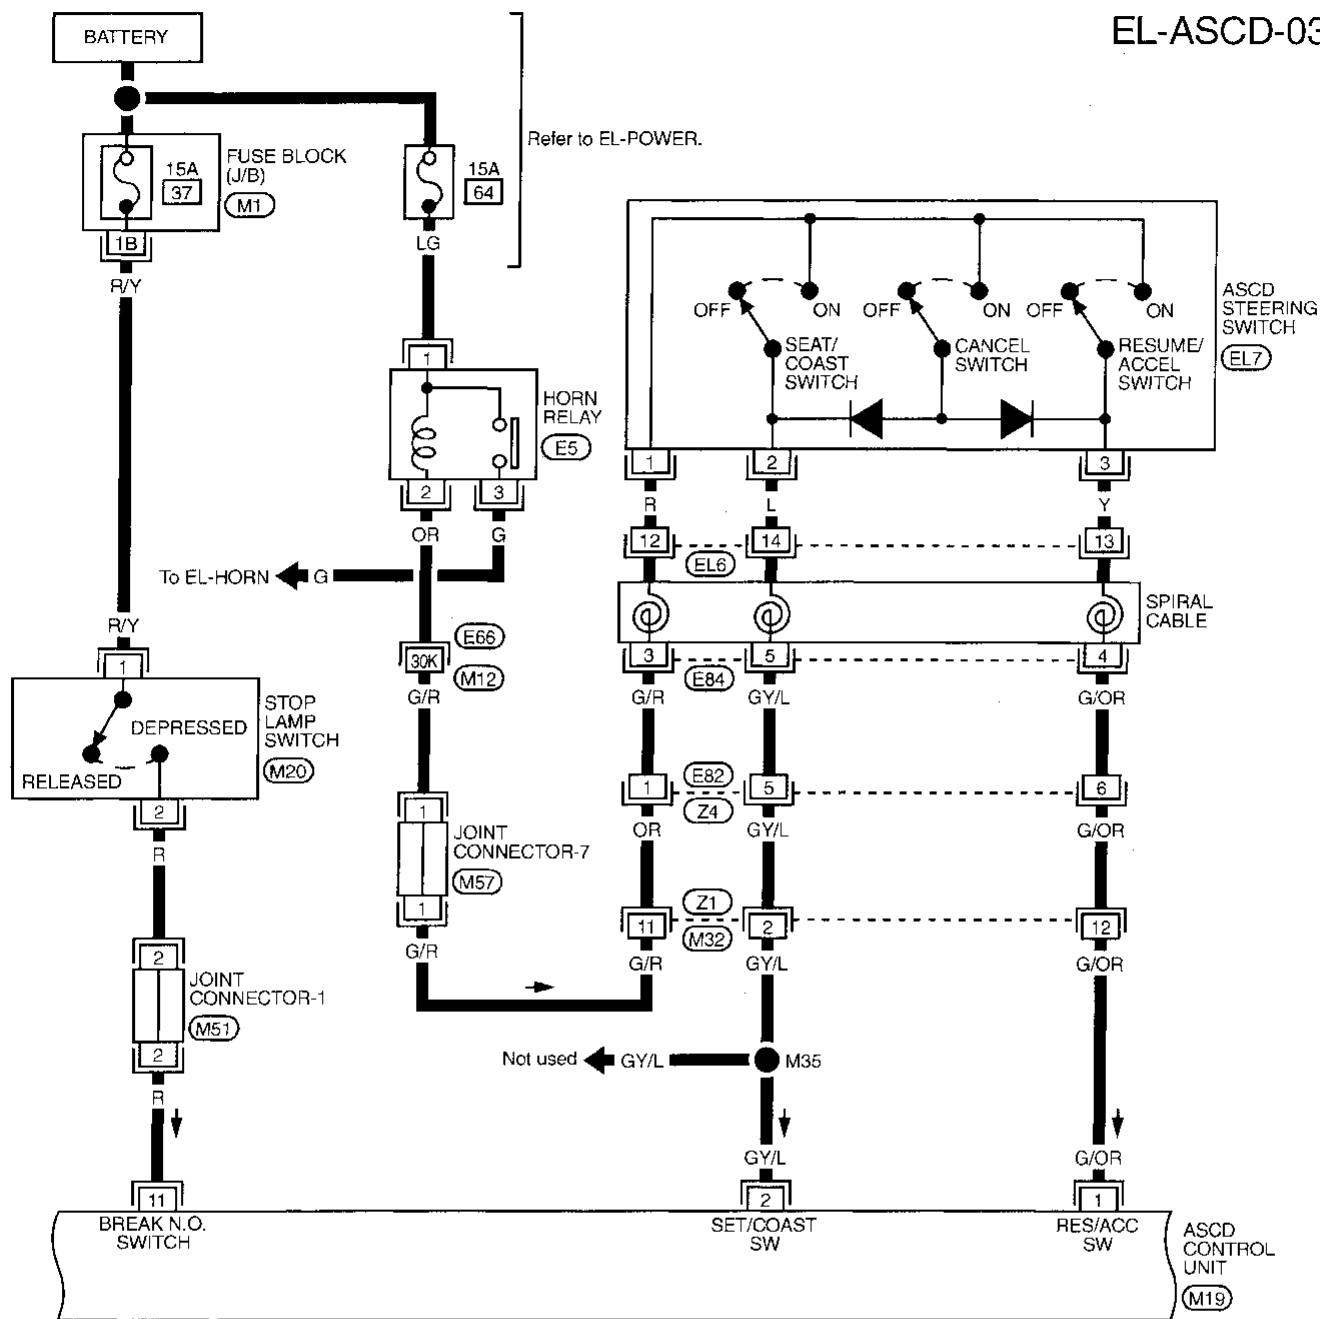 EL-ASCD-03
BATTERY
Refer to EL-POWER.
FUSE BLOCK
(J/B)
M1
15A
37
15A
64
1B
LG
R/Y
1
HORN
RELAY
E5
2
3
OR
G
To EL-HORN
G
E66
30K
M12
G/R
R/Y
1
STOP
LAMP
SWITCH
M20
DEPRESSED
RELEASED
2
R
1
JOINT
CONNECTOR-7
M57
1
G/R
2
JOINT
CONNECTOR-1
M51
2
R
ASCD
STEERING
SWITCH
EL7
OFF
ON
OFF
ON
OFF
ON
SEAT/
COAST
SWITCH
CANCEL
SWITCH
RESUME/
ACCEL
SWITCH
1
2
3
R
L
Y
12
14
13
EL6
SPIRAL
CABLE
3
5
4
E84
G/R
GY/L
G/OR
E82
1
5
6
Z4
OR
GY/L
G/OR
Z1
11
2
12
M32
G/R
GY/L
G/OR
Not used
GY/L
M35
GY/L
G/OR
11
2
1
BREAK N.O.
SWITCH
SET/COAST
SW
RES/ACC
SW
ASCD
CONTROL
UNIT
M19